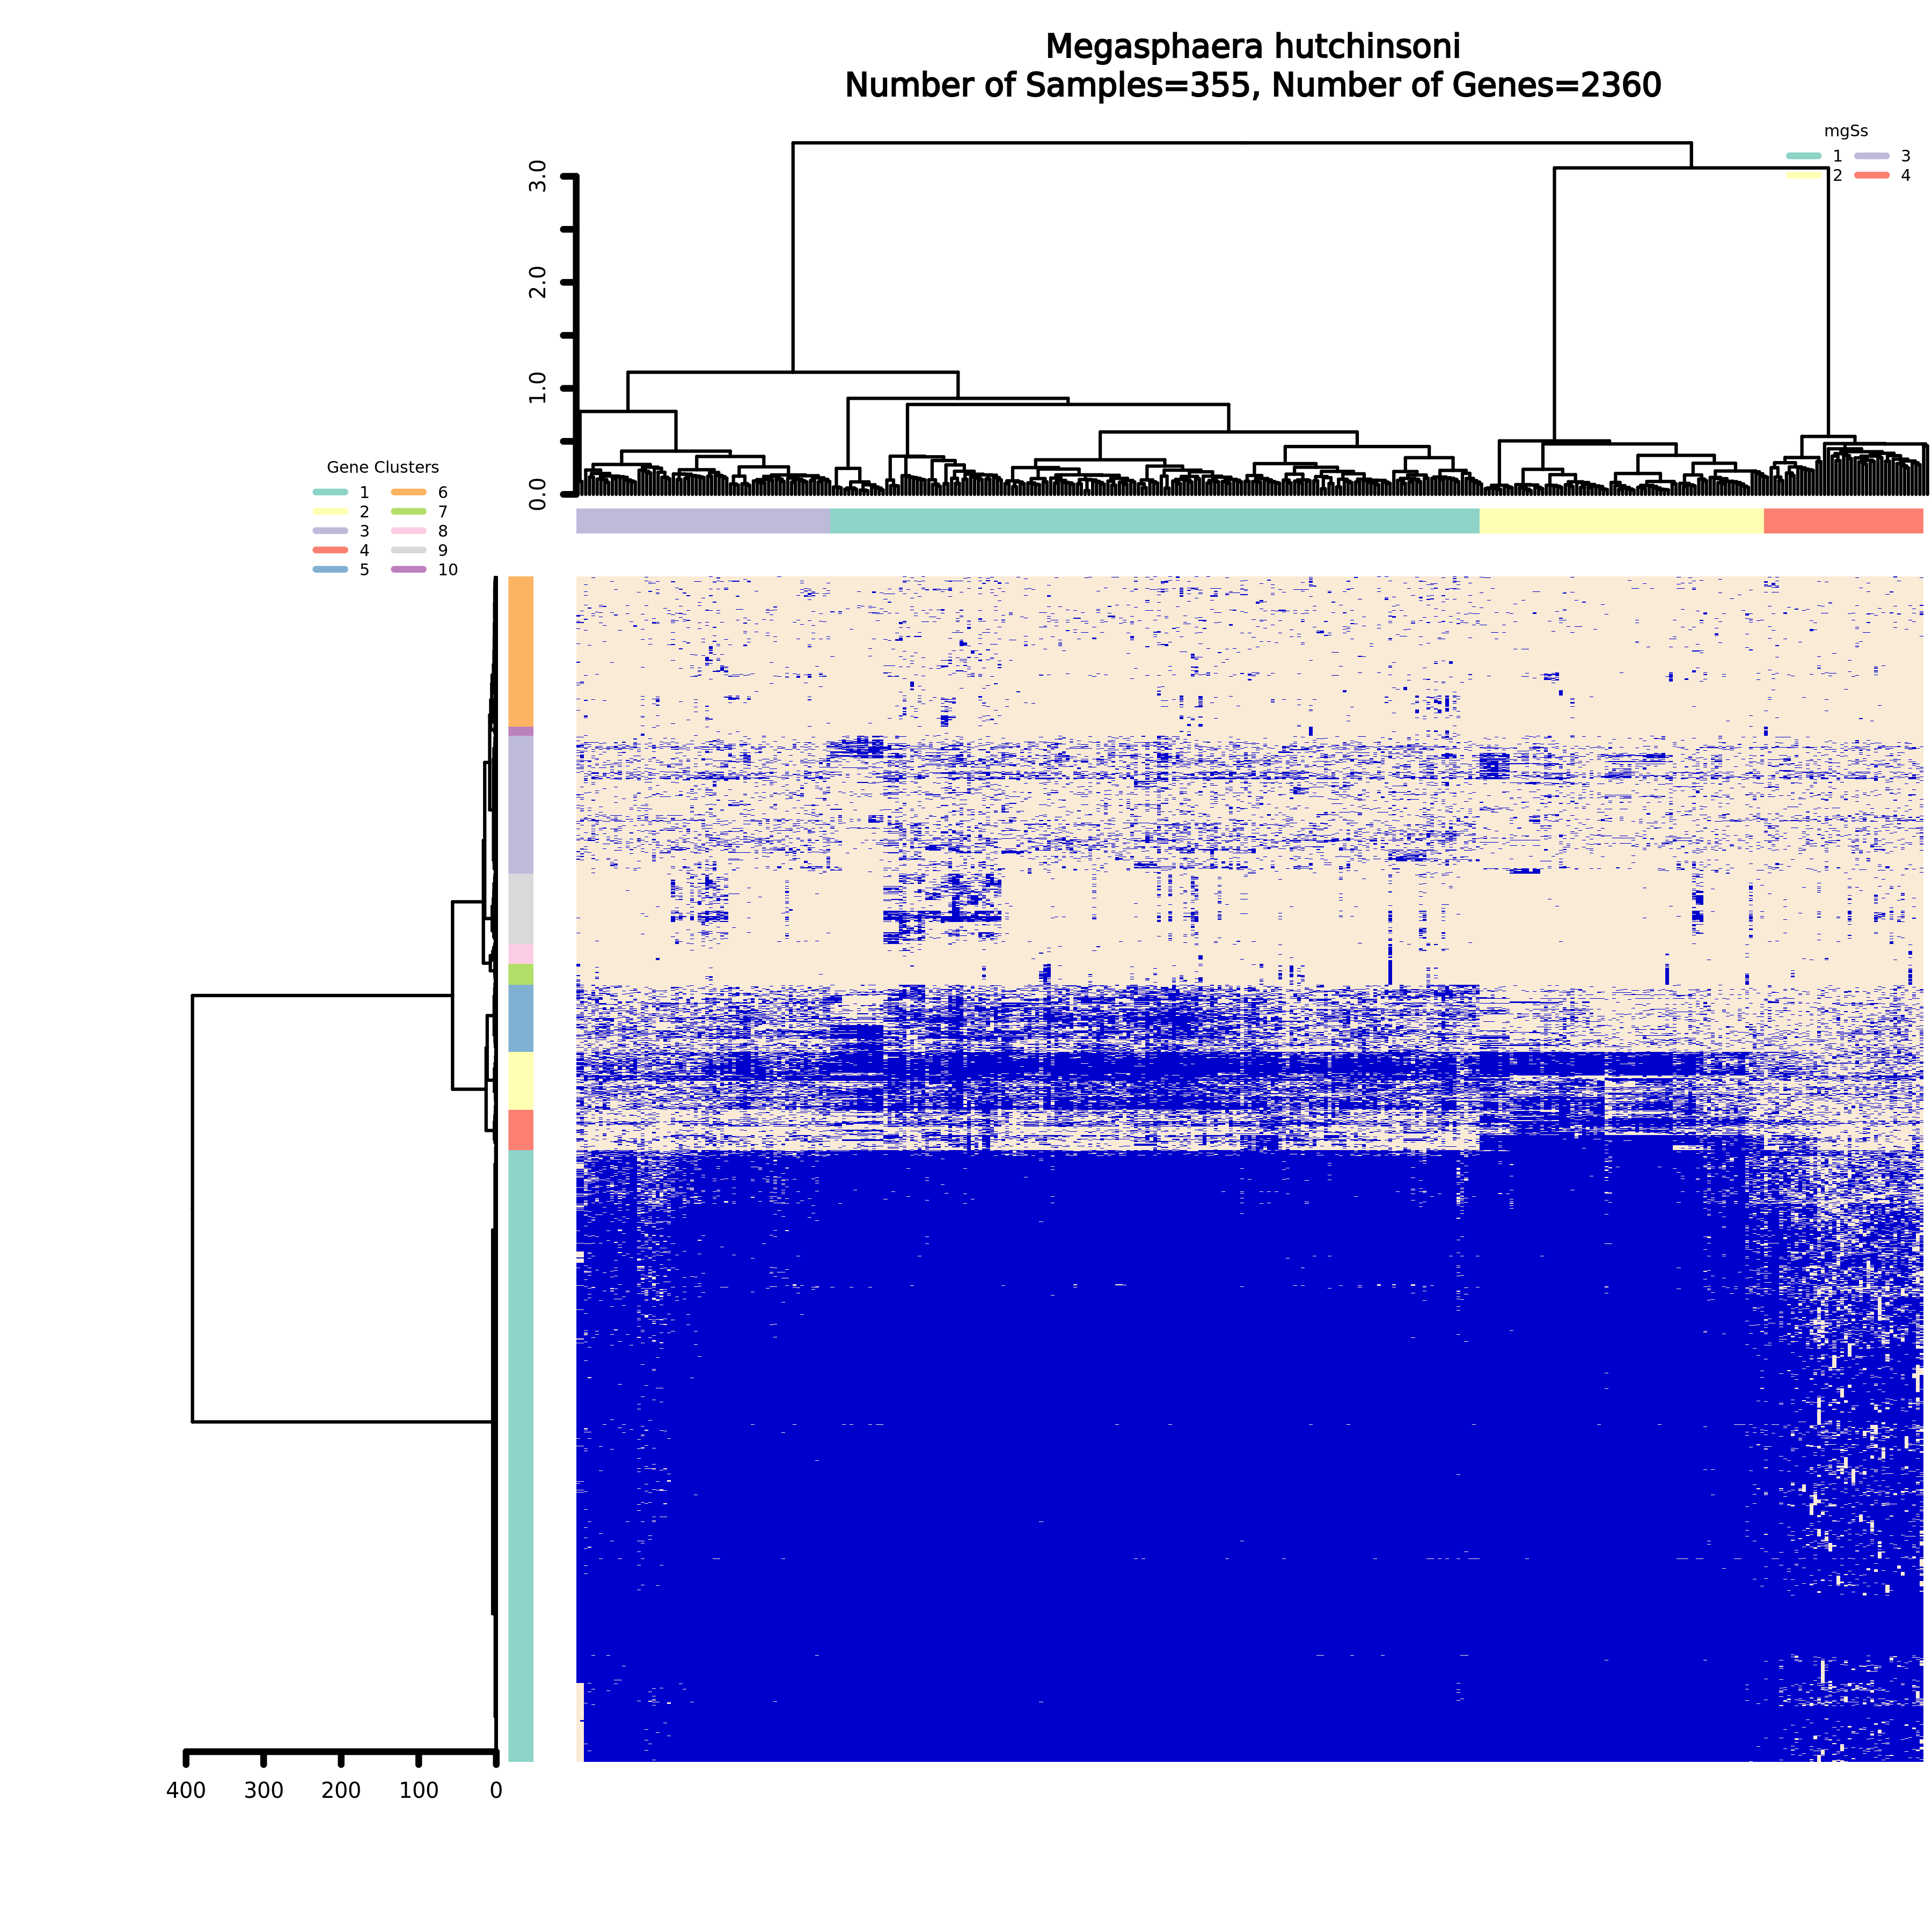 Megasphaera hutchinsoni
Number of Samples=355, Number of Genes=2360
mgSs
1 3
2 4
3.0
2.0
1.0
0.0
Gene Clusters
1 6
2 7
3 8
4 9
5 10
400 300 200 100 0